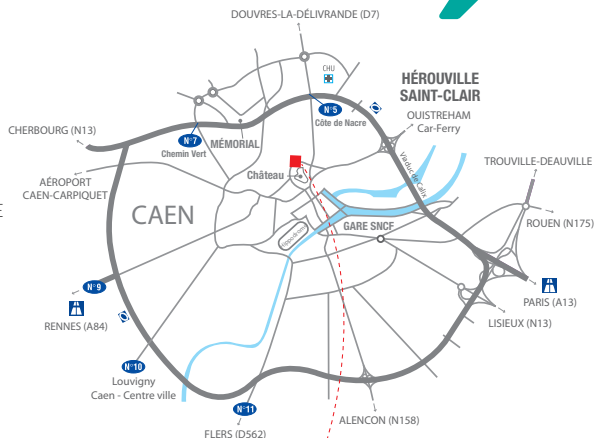 DOUVRES-LA-DÉLIVRANDE (D7)
CHU
HÉROUVILLE
SAINT-CLAIR
N°5
Côte de Nacre
OUISTREHAM
Car-Ferry
CHERBOURG (N13)
N°7
Chemin Vert
MÉMORIAL
Viaduc de Calix
TROUVILLE-DEAUVILLE
Château
AÉROPORT
CAEN-CARPIQUET
E
CAEN
GARE SNCF
ROUEN (N175)
Hippodrome
N°9
RENNES (A84)
PARIS (A13)
LISIEUX (N13)
N°10
Louvigny
Caen - Centre ville
N°11
FLERS (D562)
ALENCON (N158)